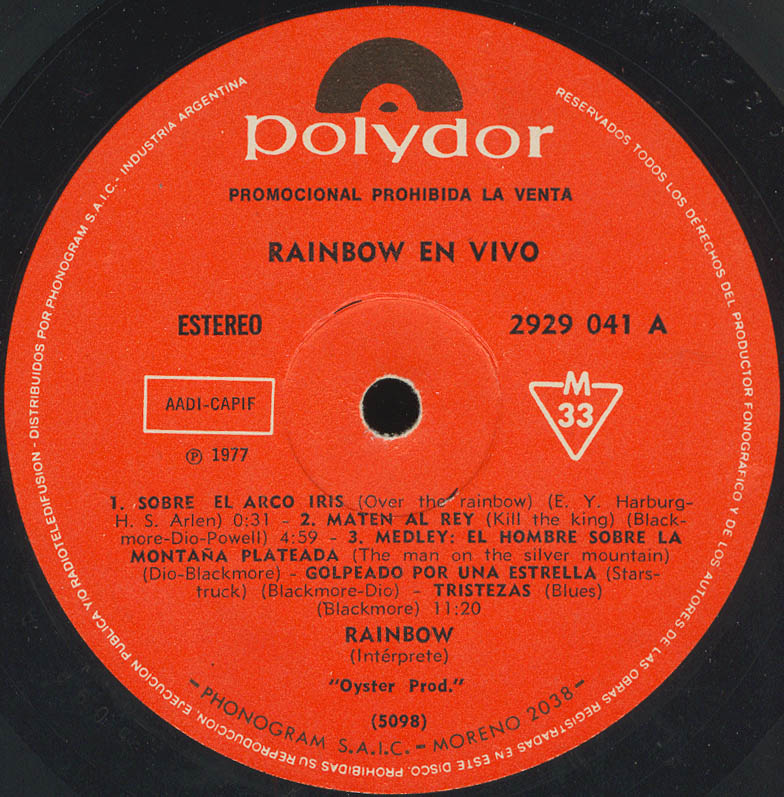 polydor
PROMOCIONAL PROHIBIDA LA VENTA
RAINBOW EN VIVO
ESTEREO
2929 041 A
AADI-CAPIF
M
33
℗ 1977
1. SOBRE EL ARCO IRIS (Over the rainbow) (E. Y. Harburg-
H. S. Arlen) 0:31 - 2. MATEN AL REY (Kill the king) (Black-
more-Dio-Powell) 4:59 - 3. MEDLEY: EL HOMBRE SOBRE LA
MONTAÑA PLATEADA (The man on the silver mountain)
(Dio-Blackmore) - GOLPEADO POR UNA ESTRELLA (Stars-
truck) (Blackmore-Dio) - TRISTEZAS (Blues)
(Blackmore) 11:20
RAINBOW
(Intérprete)
"Oyster Prod."
(5098)
- PHONOGRAM S.A.I.C. - MORENO 2038 -
RESERVADOS TODOS LOS DERECHOS DEL PRODUCTOR FONOGRAFICO Y DE LOS AUTORES DE LAS OBRAS REGISTRADAS EN ESTE DISCO. PROHIBIDAS SU REPRODUCCION, EJECUCION PUBLICA Y/O RADIOTELEDIFUSION - DISTRIBUIDOS POR PHONOGRAM S.A.I.C. - INDUSTRIA ARGENTINA